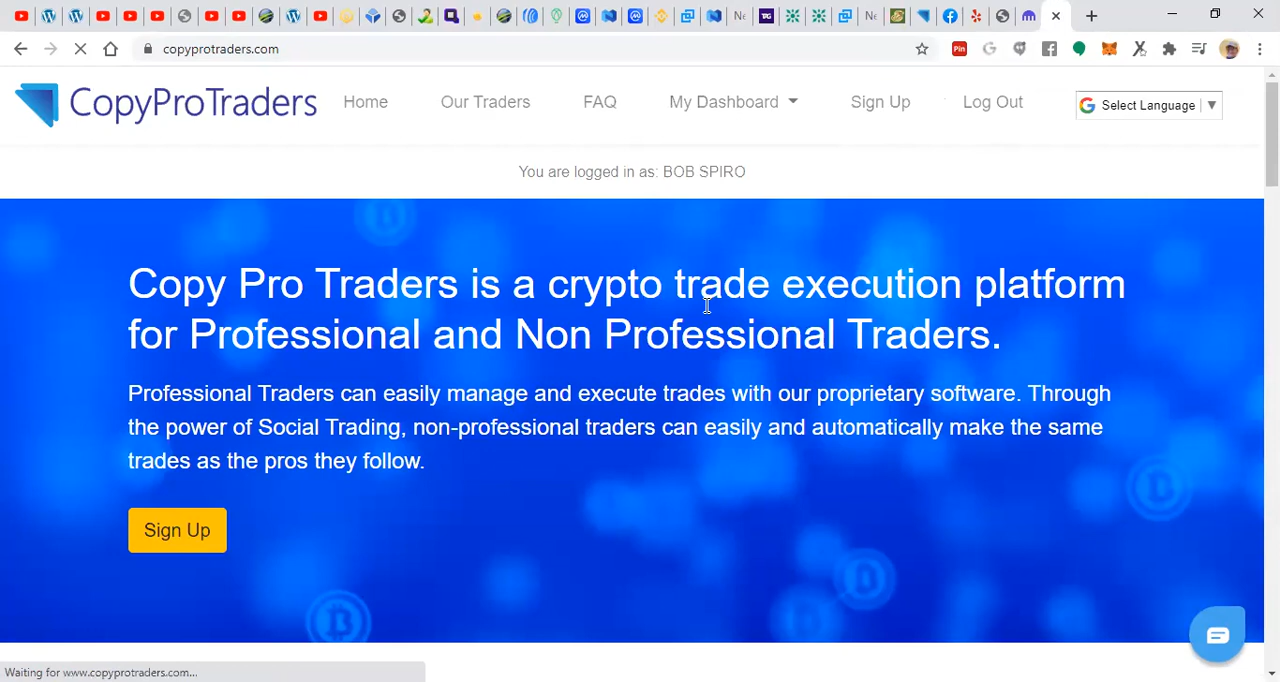 copyprotraders.com
CopyProTraders Home Our Traders FAQ My Dashboard Sign Up Log Out Select Language
You are logged in as: BOB SPIRO
Copy Pro Traders is a crypto trade execution platform
for Professional and Non Professional Traders.
Professional Traders can easily manage and execute trades with our proprietary software. Through
the power of Social Trading, non-professional traders can easily and automatically make the same
trades as the pros they follow.
Sign Up
Waiting for www.copyprotraders.com...